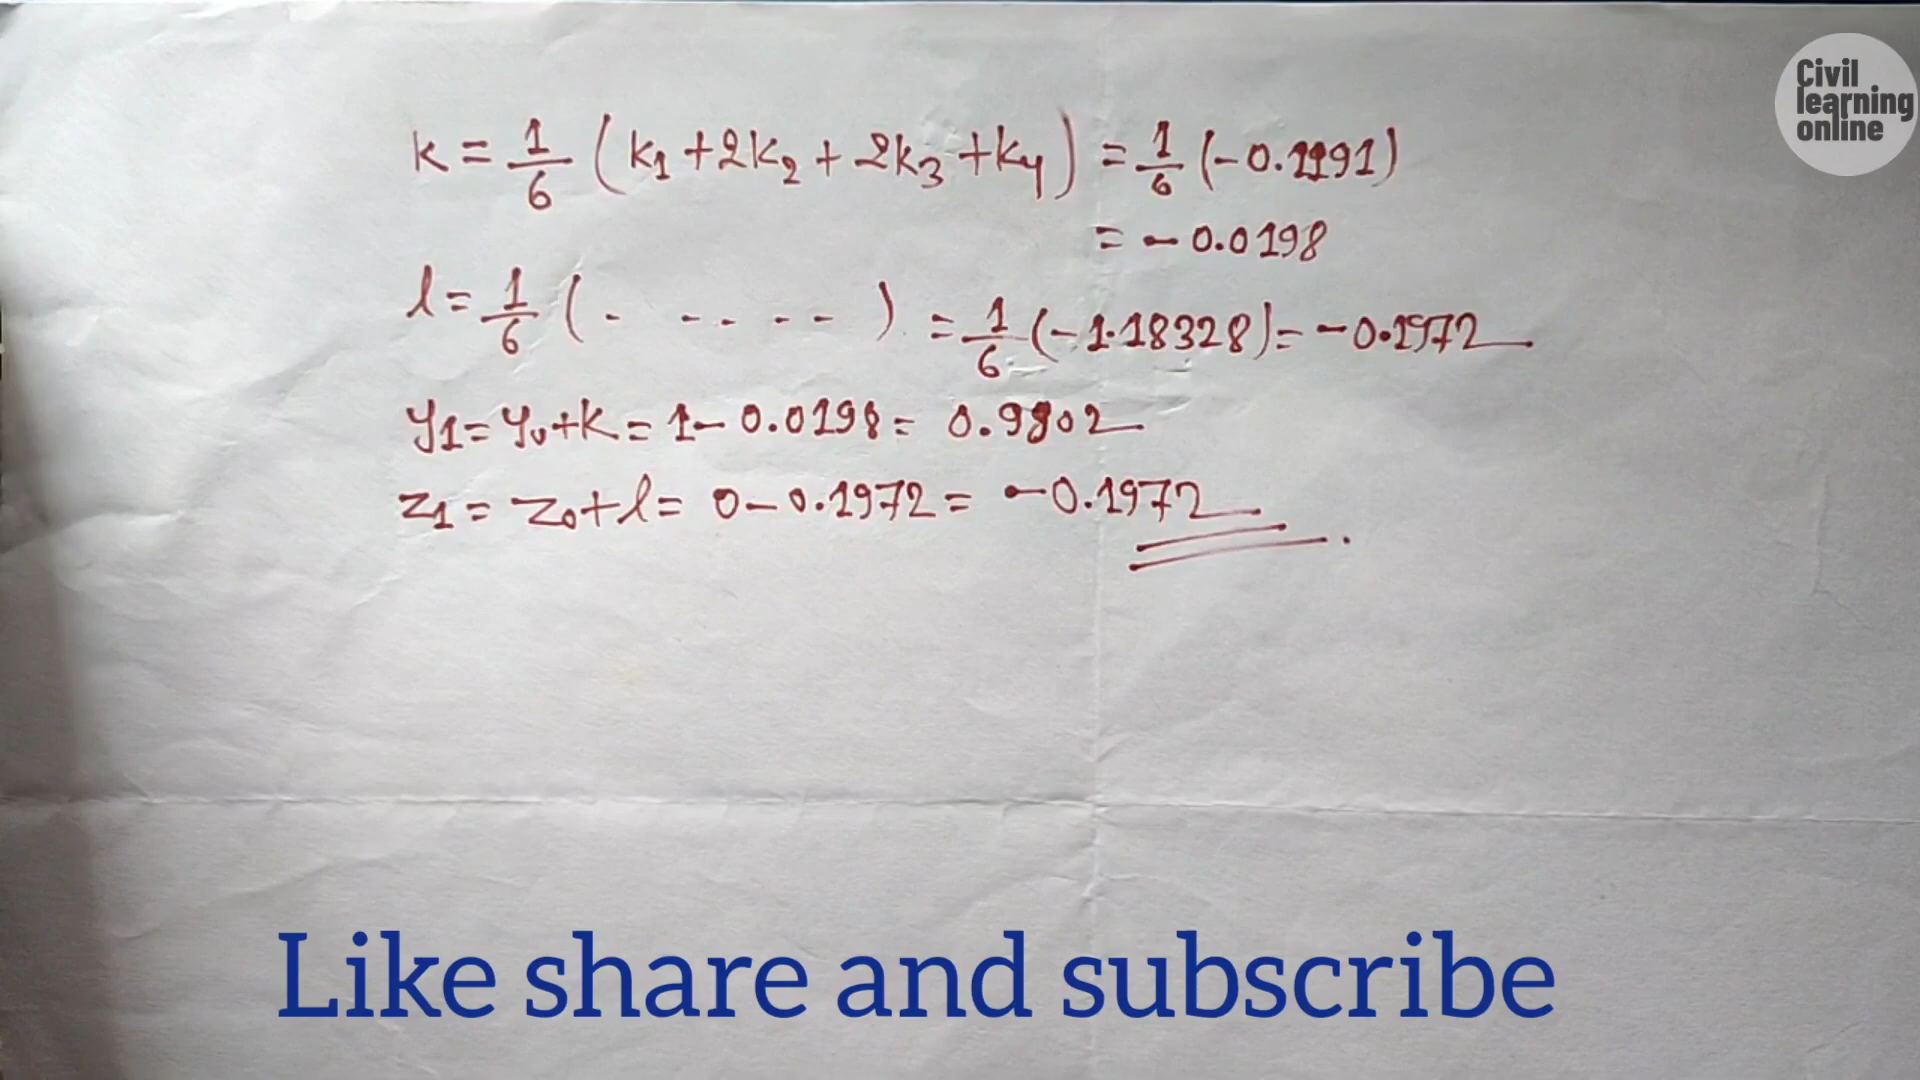 Civil
learning
online
k = 1/6 (k₁ + 2k₂ + 2k₃ + k₄) = 1/6 (-0.1191)
= -0.0198
l = 1/6 (. . . . . .) = 1/6 (-1.18328) = -0.1972
y₁ = y₀ + k = 1 - 0.0198 = 0.9802
z₁ = z₀ + l = 0 - 0.1972 = -0.1972
Like share and subscribe